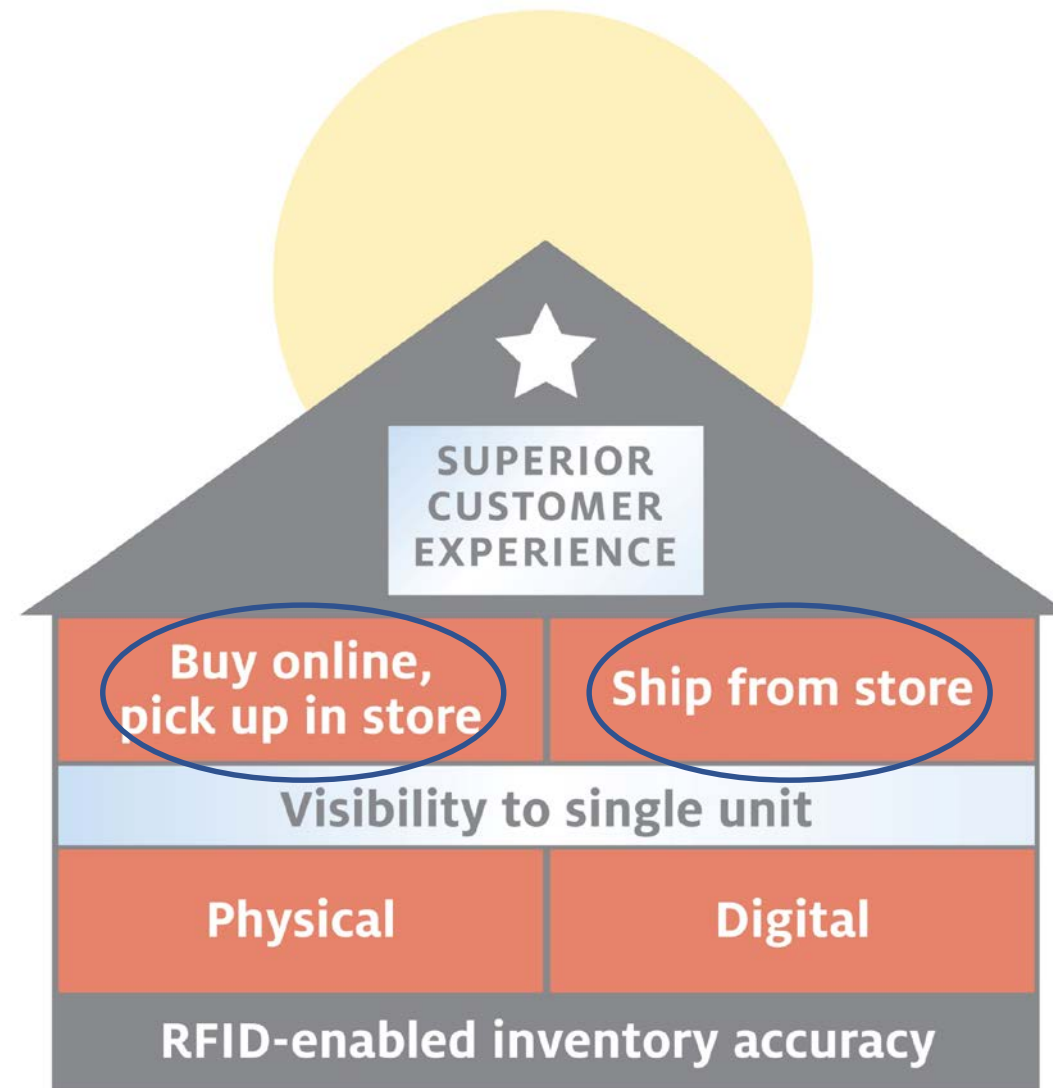 SUPERIOR
CUSTOMER
EXPERIENCE
Buy online,
pick up in store
Ship from store
Visibility to single unit
Physical
Digital
RFID-enabled inventory accuracy